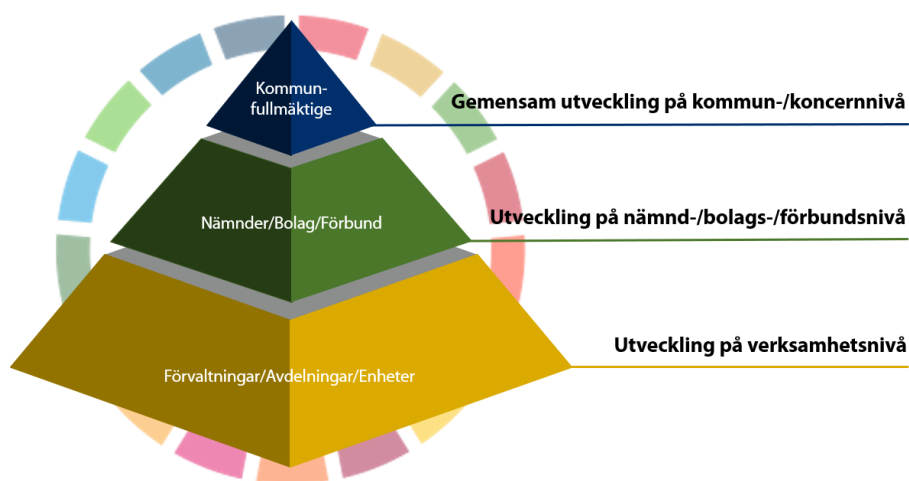 Kommun-
fullmäktige
Gemensam utveckling på kommun-/koncernnivå
Nämnder/Bolag/Förbund
Utveckling på nämnd-/bolags-/förbundsnivå
Utveckling på verksamhetsnivå
Förvaltningar/Avdelningar/Enheter